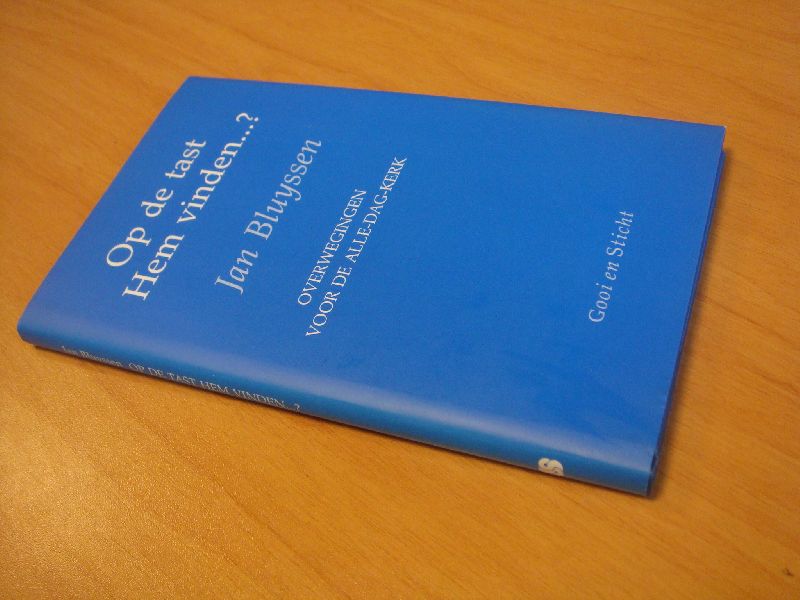 Op de tast
Hem vinden...?
Jan Bluyssen
OVERWEGINGEN
VOOR DE ALLE-DAG-KERK
Gooi en Sticht
Jan Bluyssen OP DE TAST HEM VINDEN...?